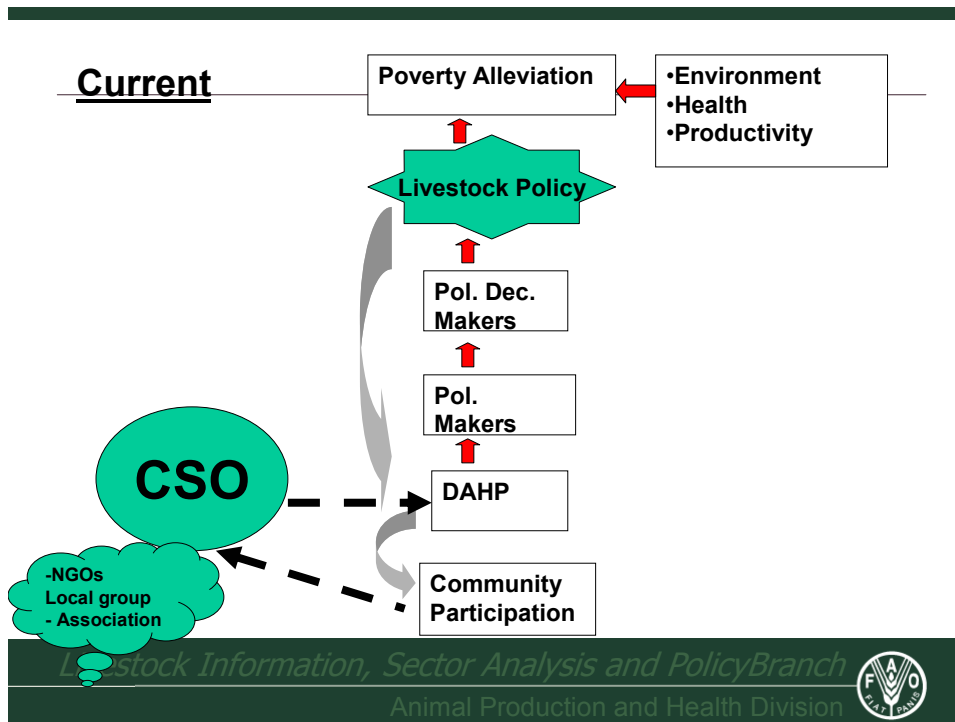 Current
Poverty Alleviation
•Environment
•Health
•Productivity
Livestock Policy
Pol. Dec.
Makers
Pol.
Makers
CSO
DAHP
-NGOs
Local group
- Association
Community
Participation
Livestock Information, Sector Analysis and PolicyBranch
Animal Production and Health Division
F A O
FIAT PANIS